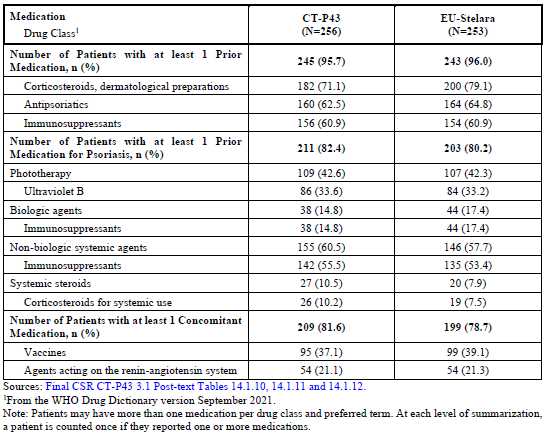 Medication CT-P43 EU-Stelara
Drug Class1 (N=256) (N=253)
Number of Patients with at least 1 Prior
Medication, n (%) 245 (95.7) 243 (96.0)
Corticosteroids, dermatological preparations 182 (71.1) 200 (79.1)
Antipsoriatics 160 (62.5) 164 (64.8)
Immunosuppressants 156 (60.9) 154 (60.9)
Number of Patients with at least 1 Prior
Medication for Psoriasis, n (%) 211 (82.4) 203 (80.2)
Phototherapy 109 (42.6) 107 (42.3)
Ultraviolet B 86 (33.6) 84 (33.2)
Biologic agents 38 (14.8) 44 (17.4)
Immunosuppressants 38 (14.8) 44 (17.4)
Non-biologic systemic agents 155 (60.5) 146 (57.7)
Immunosuppressants 142 (55.5) 135 (53.4)
Systemic steroids 27 (10.5) 20 (7.9)
Corticosteroids for systemic use 26 (10.2) 19 (7.5)
Number of Patients with at least 1 Concomitant
Medication, n (%) 209 (81.6) 199 (78.7)
Vaccines 95 (37.1) 99 (39.1)
Agents acting on the renin-angiotensin system 54 (21.1) 54 (21.3)
Sources: Final CSR CT-P43 3.1 Post-text Tables 14.1.10, 14.1.11 and 14.1.12.
1From the WHO Drug Dictionary version September 2021.
Note: Patients may have more than one medication per drug class and preferred term. At each level of summarization,
a patient is counted once if they reported one or more medications.